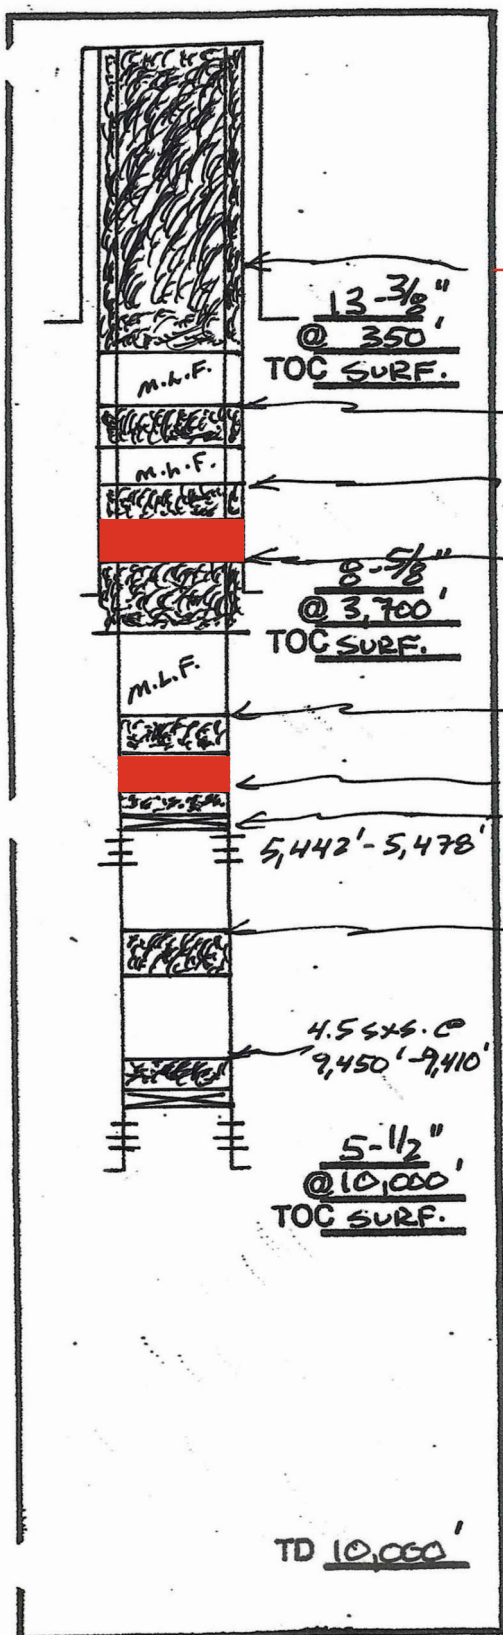 13-3/8"
@ 350'
TOC SURF.
M.L.F.
M.L.F.
8-5/8"
@ 3,700'
TOC SURF.
M.L.F.
5,442'-5,478'
4.5 sxs. @
9,450'-9,410'
5-1/2"
@ 10,000'
TOC SURF.
TD 10,000'